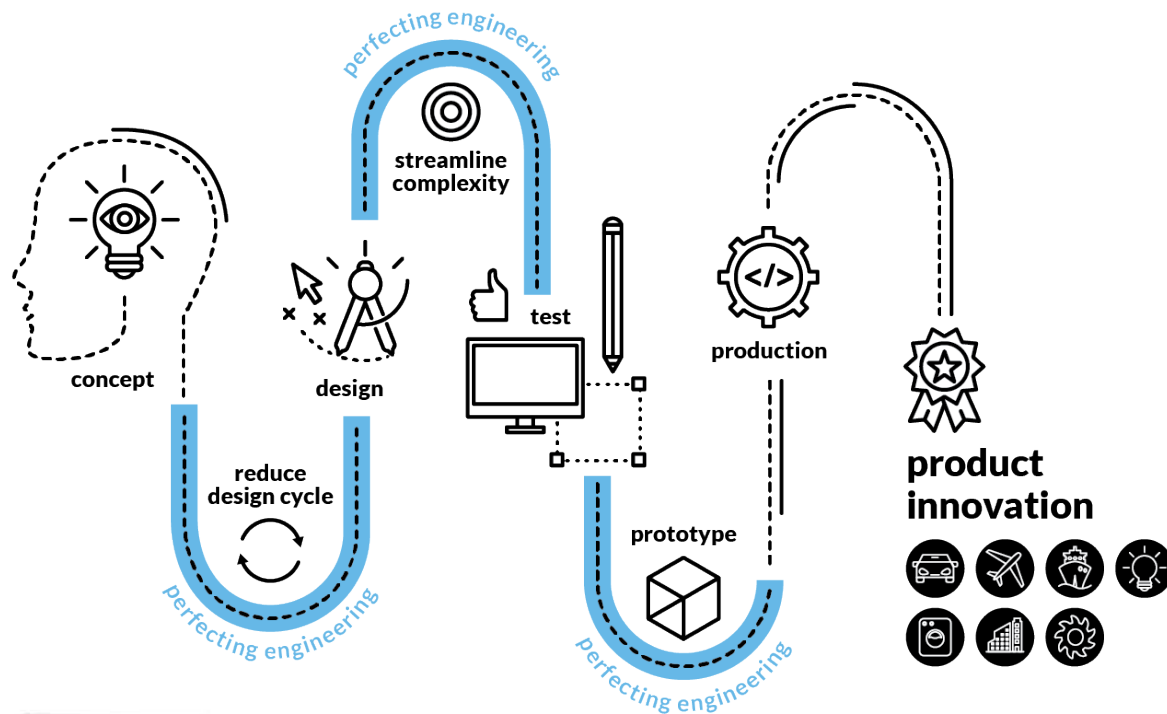 perfecting engineering
streamline
complexity
concept
reduce
design cycle
perfecting engineering
design
test
prototype
perfecting engineering
</>
production
product
innovation